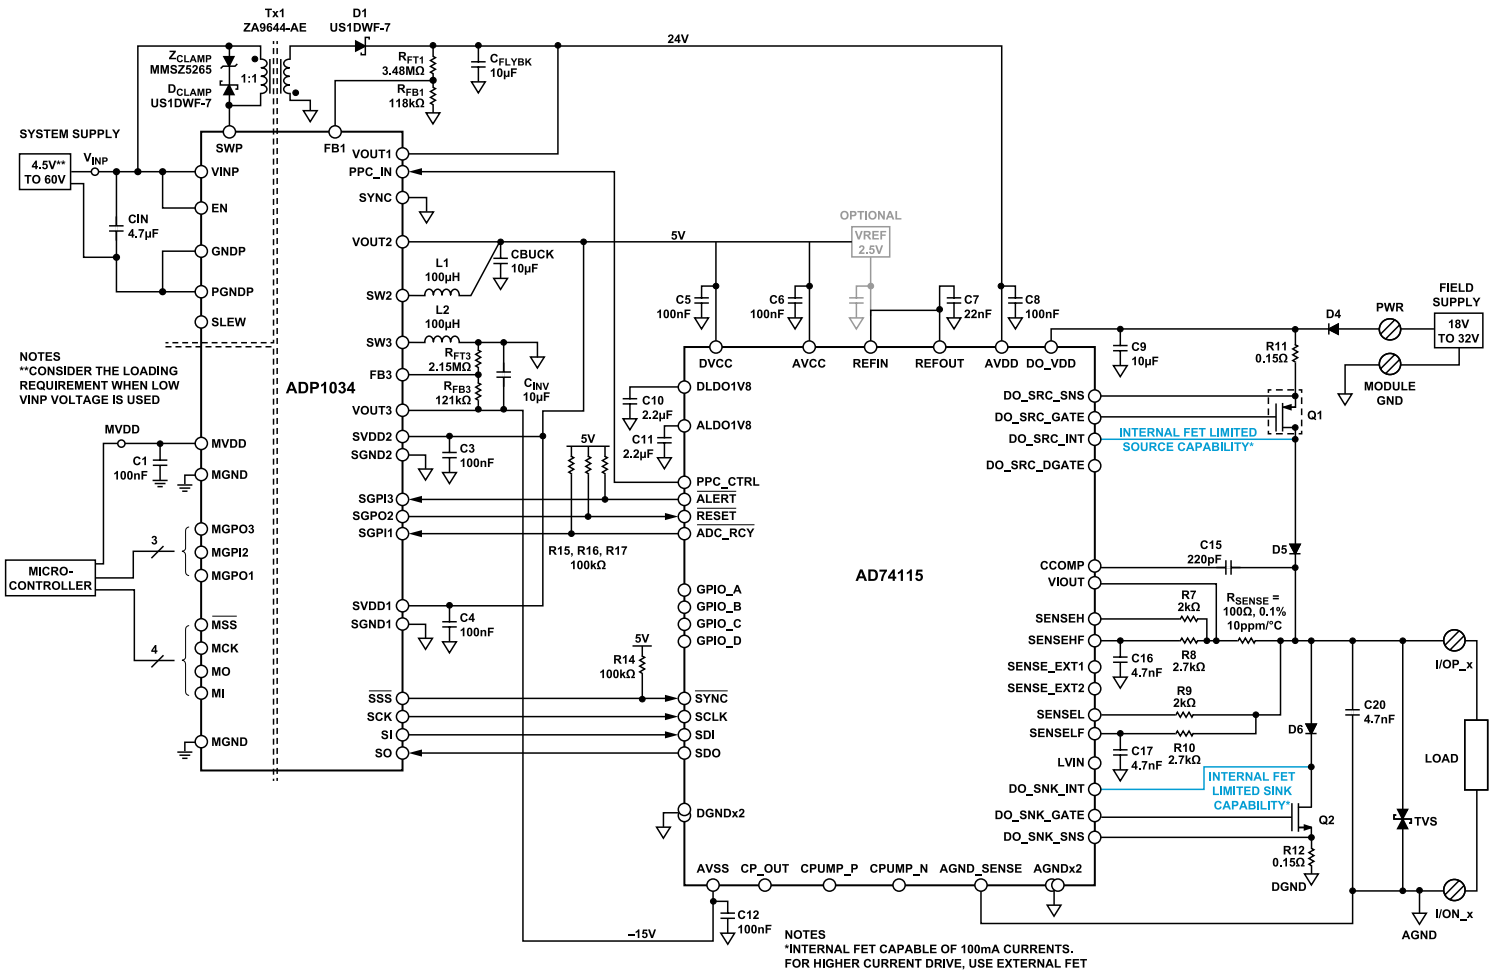 Tx1
ZA9644-AE
D1
US1DWF-7
ZCLAMP
MMSZ5265
DCLAMP
US1DWF-7
1:1
RFT1
3.48MΩ
RFB1
118kΩ
CFLYBK
10µF
24V
SYSTEM SUPPLY
4.5V**
TO 60V
VINP
CIN
4.7µF
SWP
FB1
VINP
EN
GNDP
PGNDP
SLEW
VOUT1
PPC_IN
SYNC
VOUT2
SW2
SW3
FB3
VOUT3
SVDD2
SGND2
SGPI3
SGPO2
SGPI1
SVDD1
SGND1
SSS
SCK
SI
SO
ADP1034
NOTES
**CONSIDER THE LOADING
REQUIREMENT WHEN LOW
VINP VOLTAGE IS USED
MVDD
C1
100nF
MVDD
MGND
MGPO3
MGPI2
MGPO1
MSS
MCK
MO
MI
MGND
MICRO-
CONTROLLER
3
4
L1
100µH
CBUCK
10µF
L2
100µH
RFT3
2.15MΩ
RFB3
121kΩ
CINV
10µF
C3
100nF
5V
R15, R16, R17
100kΩ
C4
100nF
5V
R14
100kΩ
–15V
5V
OPTIONAL
VREF
2.5V
C5
100nF
C6
100nF
C7
22nF
C8
100nF
C9
10µF
DVCC
AVCC
REFIN
REFOUT
AVDD
DO_VDD
DLDO1V8
C10
2.2µF
ALDO1V8
C11
2.2µF
PPC_CTRL
ALERT
RESET
ADC_RCY
GPIO_A
GPIO_B
GPIO_C
GPIO_D
SYNC
SCLK
SDI
SDO
DGNDx2
AD74115
AVSS
CP_OUT
CPUMP_P
CPUMP_N
AGND_SENSE
AGNDx2
C12
100nF
DO_SRC_SNS
DO_SRC_GATE
DO_SRC_INT
DO_SRC_DGATE
CCOMP
VIOUT
SENSEH
SENSEHF
SENSE_EXT1
SENSE_EXT2
SENSEL
SENSELF
LVIN
DO_SNK_INT
DO_SNK_GATE
DO_SNK_SNS
D4
PWR
FIELD
SUPPLY
18V
TO 32V
MODULE
GND
R11
0.15Ω
Q1
INTERNAL FET LIMITED
SOURCE CAPABILITY*
C15
220pF
D5
R7
2kΩ
RSENSE =
100Ω, 0.1%
10ppm/°C
C16
4.7nF
R8
2.7kΩ
R9
2kΩ
C17
4.7nF
R10
2.7kΩ
D6
INTERNAL FET
LIMITED SINK
CAPABILITY*
Q2
R12
0.15Ω
DGND
C20
4.7nF
TVS
I/OP_x
LOAD
I/ON_x
AGND
NOTES
*INTERNAL FET CAPABLE OF 100mA CURRENTS.
FOR HIGHER CURRENT DRIVE, USE EXTERNAL FET